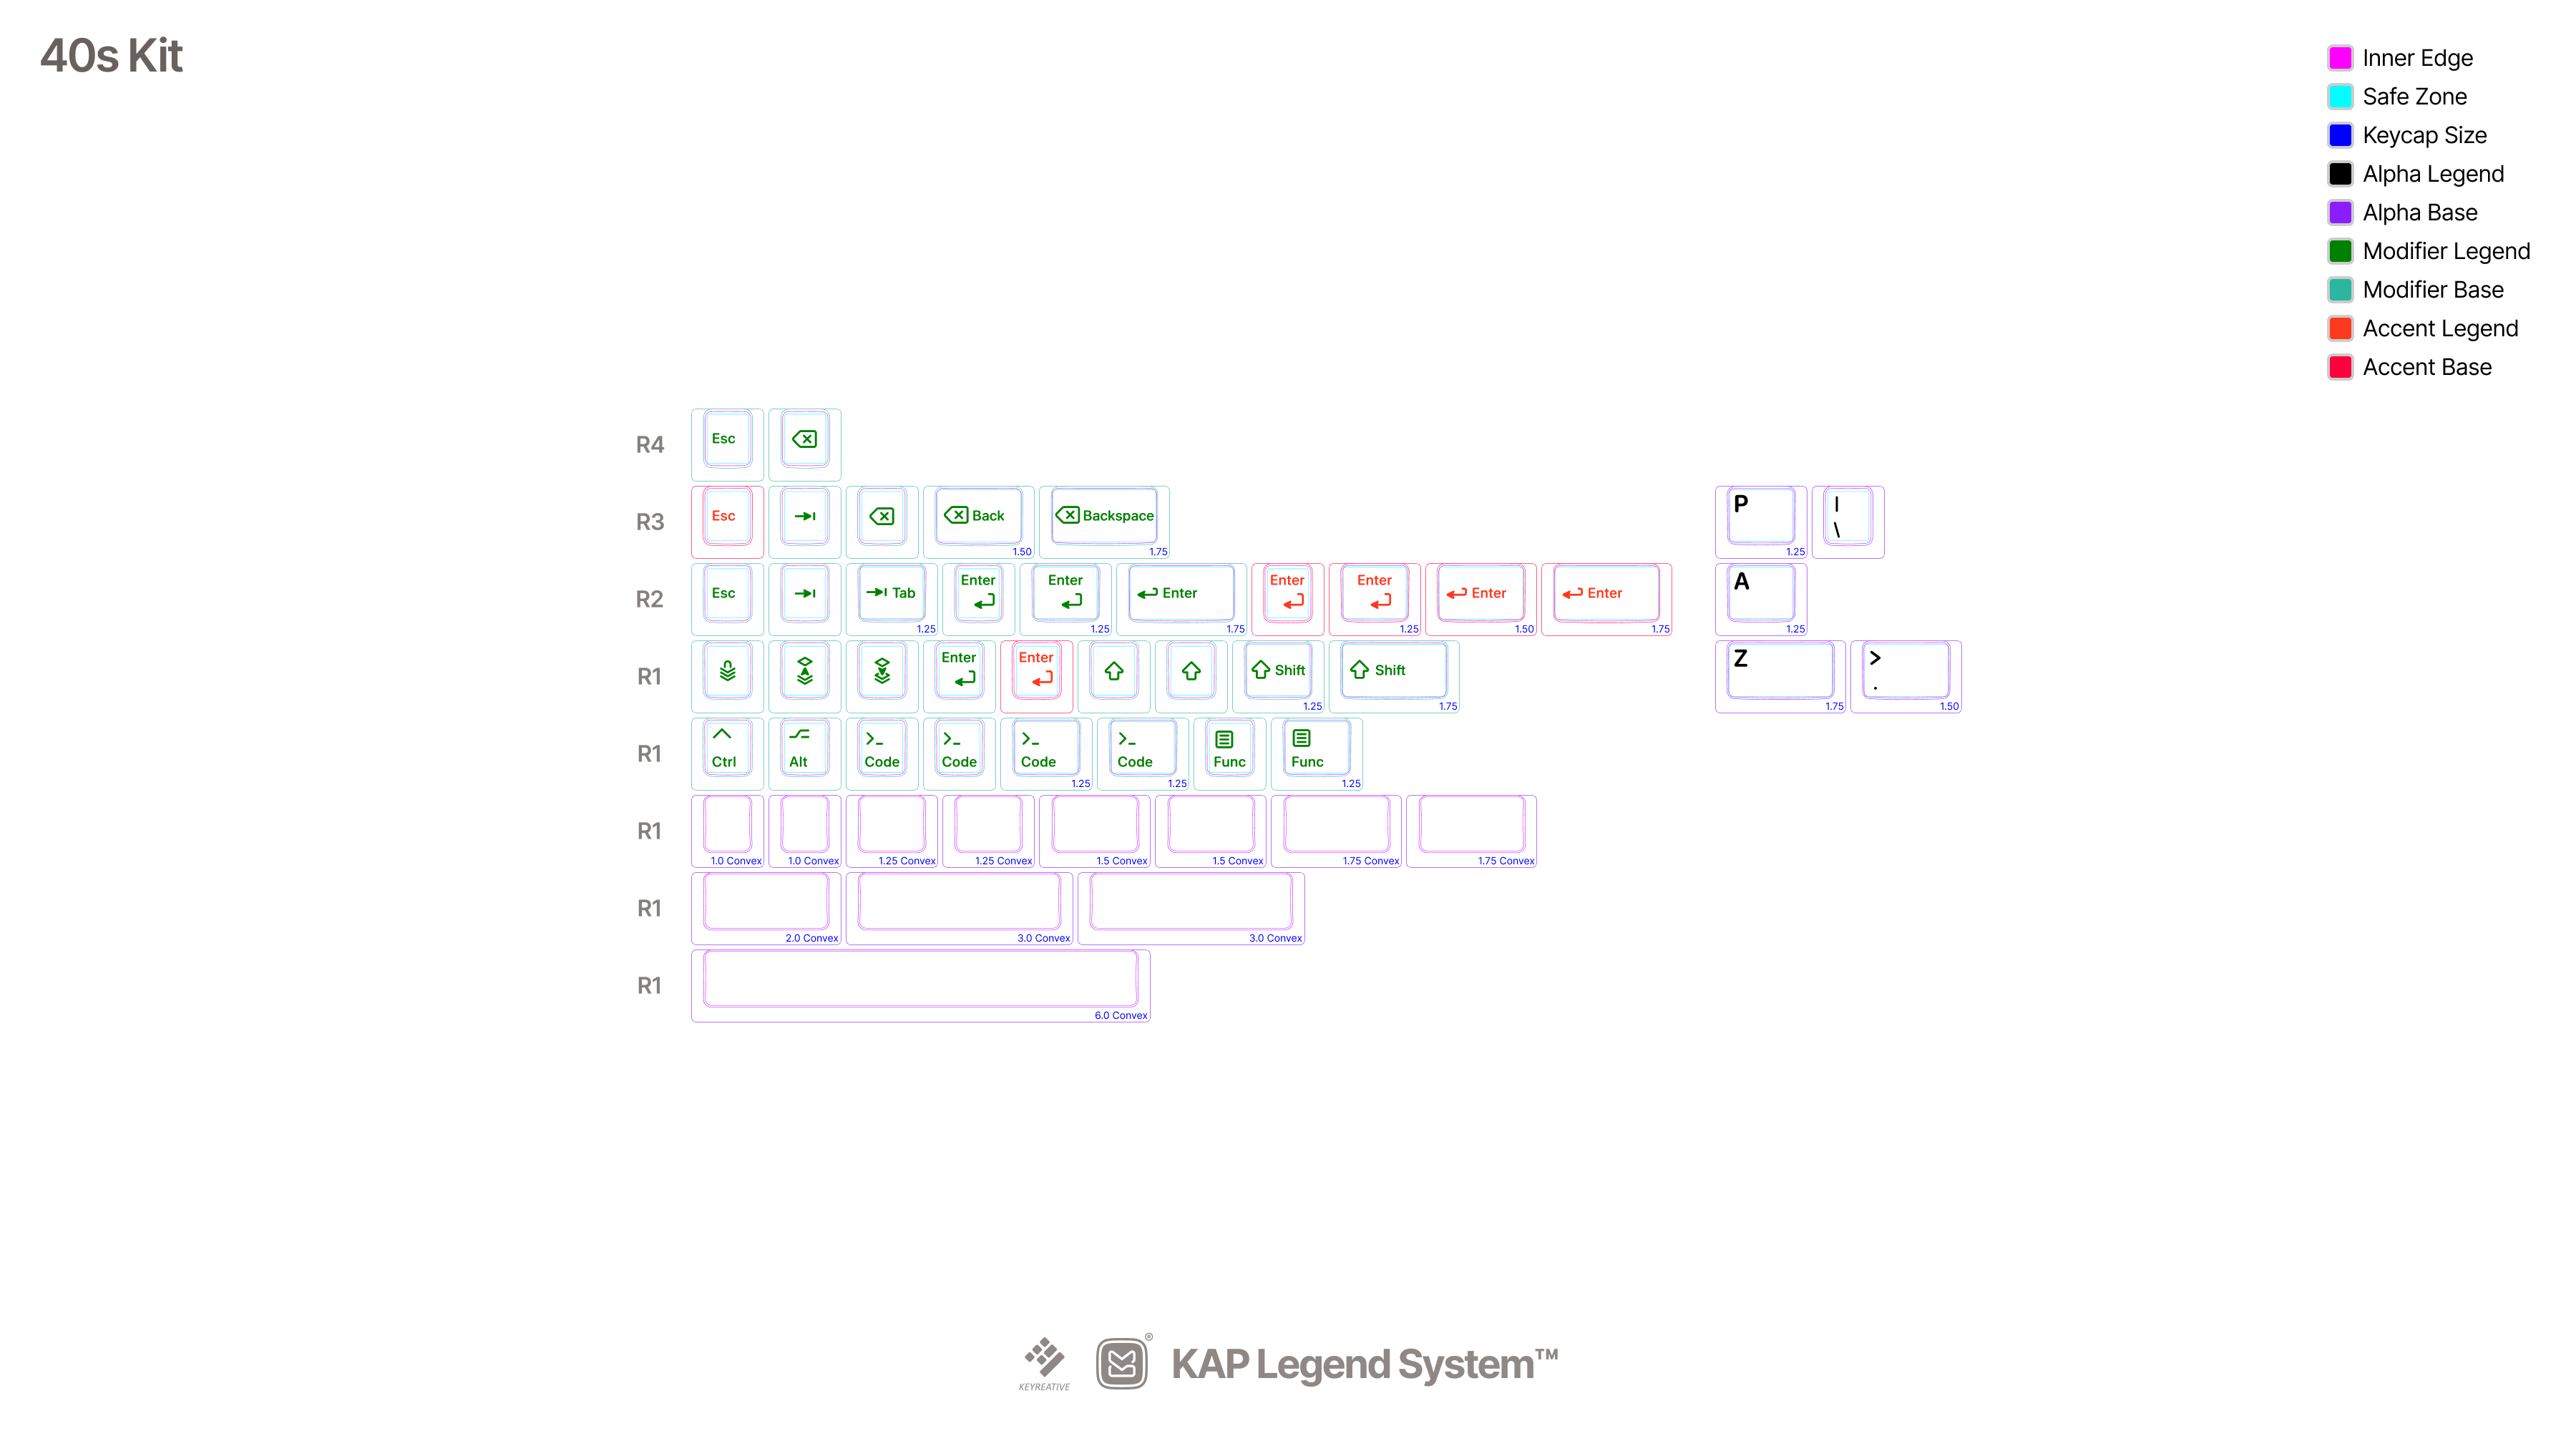 40s Kit
Inner Edge
Safe Zone
Keycap Size
Alpha Legend
Alpha Base
Modifier Legend
Modifier Base
Accent Legend
Accent Base
R4
Esc
R3
Esc
Back
1.50
Backspace
1.75
P
1.25
|
\
R2
Esc
Tab
1.25
Enter
Enter
1.25
Enter
1.75
Enter
Enter
1.25
Enter
1.50
Enter
1.75
A
1.25
R1
Enter
Enter
Shift
1.25
Shift
1.75
Z
1.75
>
.
1.50
R1
Ctrl
Alt
>_
Code
>_
Code
>_
Code
1.25
>_
Code
1.25
Func
Func
1.25
R1
1.0 Convex
1.0 Convex
1.25 Convex
1.25 Convex
1.5 Convex
1.5 Convex
1.75 Convex
1.75 Convex
R1
2.0 Convex
3.0 Convex
3.0 Convex
R1
6.0 Convex
KEYREATIVE
®
KAP Legend System™